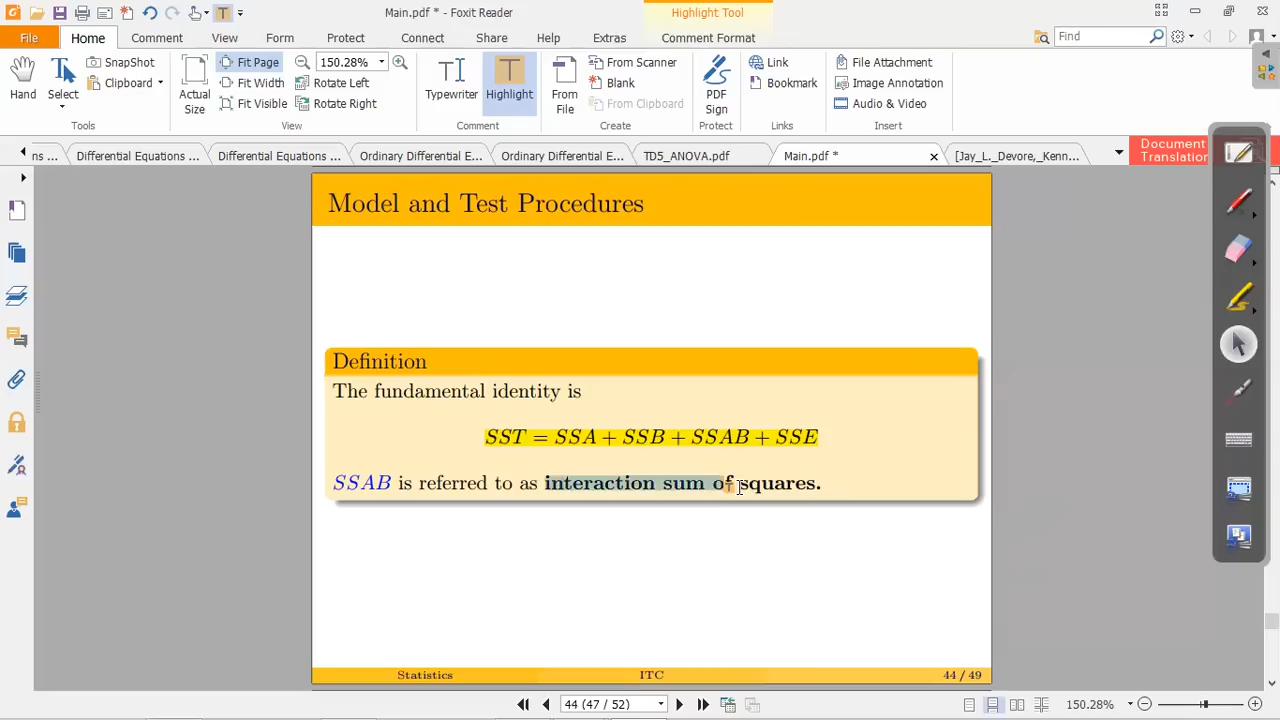 Main.pdf * - Foxit Reader
Highlight Tool
File
Home
Comment
View
Form
Protect
Connect
Share
Help
Extras
Comment Format
Find
Hand
Select
SnapShot
Clipboard
Tools
Actual Size
Fit Page
Fit Width
Fit Visible
150.28%
Rotate Left
Rotate Right
View
Typewriter
Highlight
Comment
From File
From Scanner
Blank
From Clipboard
Create
PDF Sign
Protect
Link
Bookmark
Links
File Attachment
Image Annotation
Audio & Video
Insert
ns ...
Differential Equations ...
Differential Equations ...
Ordinary Differential E...
Ordinary Differential E...
TD5_ANOVA.pdf
Main.pdf *
[Jay_L._Devore,_Kenn...
Document
Translation
Model and Test Procedures
Definition
The fundamental identity is
SST = SSA + SSB + SSAB + SSE
SSAB is referred to as interaction sum of squares.
Statistics
ITC
44 / 49
44 (47 / 52)
150.28%